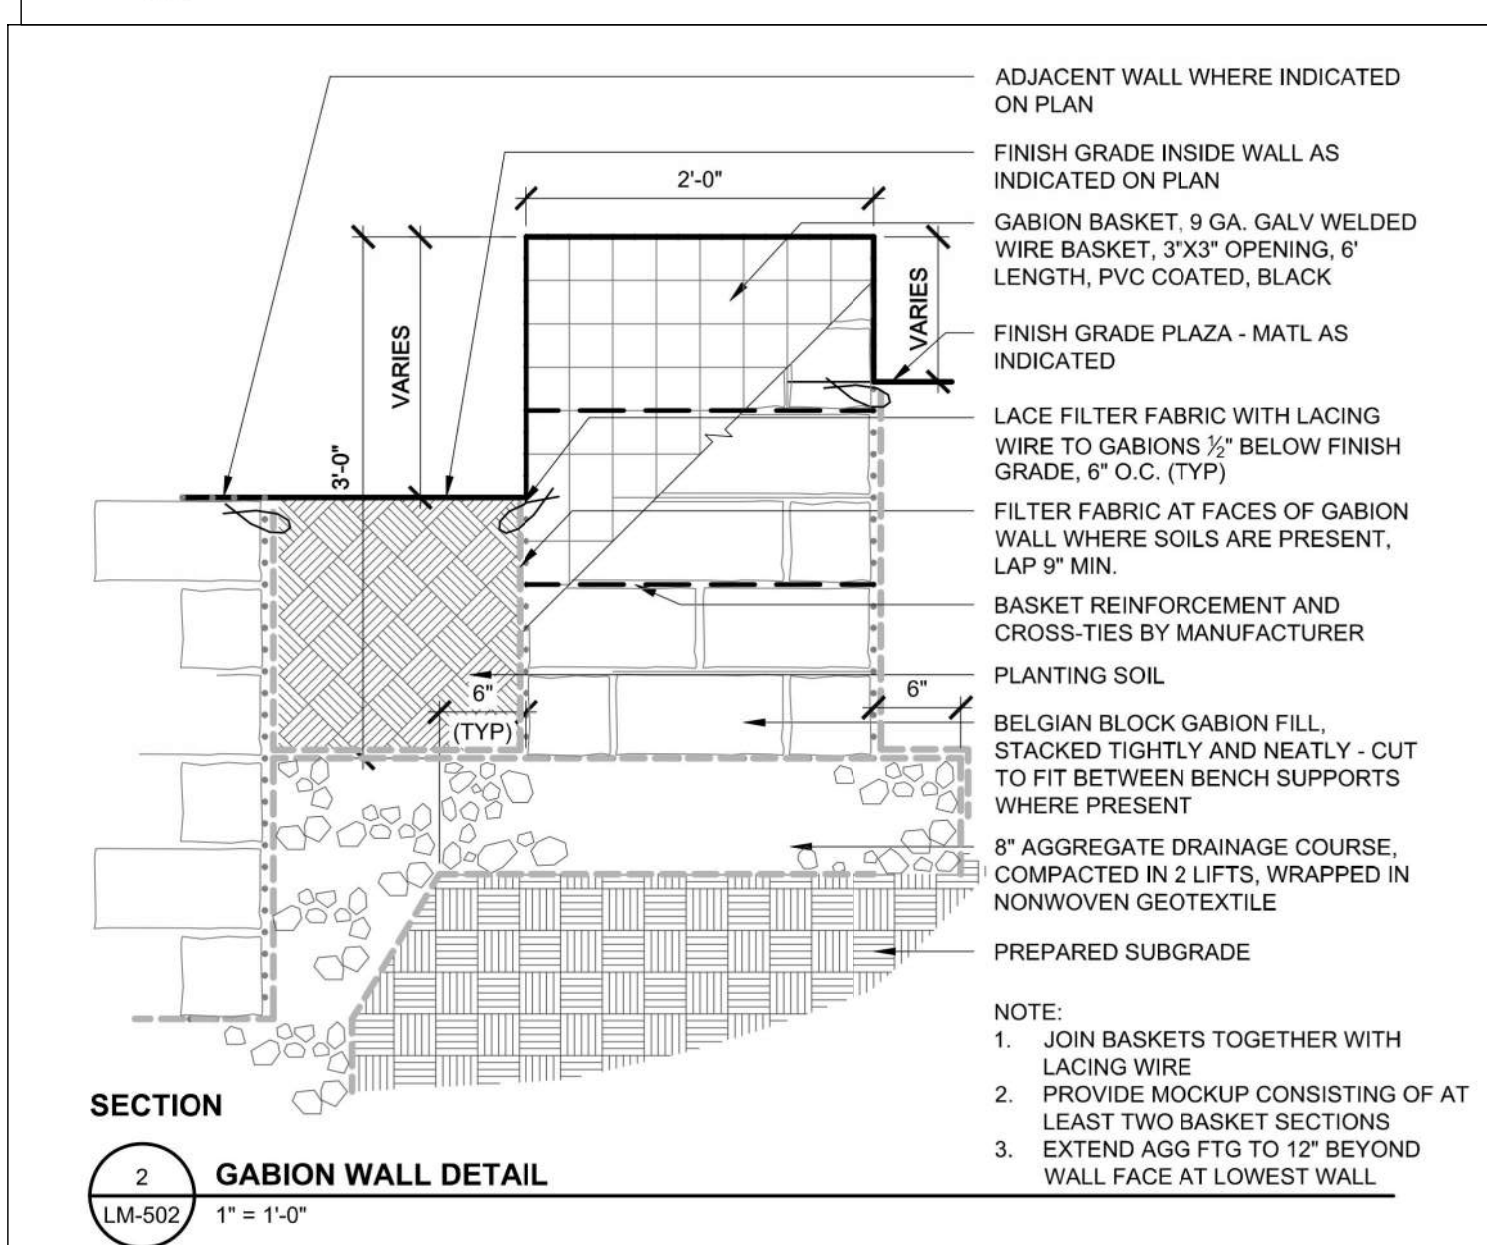 ADJACENT WALL WHERE INDICATED
ON PLAN
FINISH GRADE INSIDE WALL AS
INDICATED ON PLAN
2'-0"
GABION BASKET, 9 GA. GALV WELDED
WIRE BASKET, 3"X3" OPENING, 6'
LENGTH, PVC COATED, BLACK
VARIES
VARIES
3'-0"
FINISH GRADE PLAZA - MATL AS
INDICATED
LACE FILTER FABRIC WITH LACING
WIRE TO GABIONS ½" BELOW FINISH
GRADE, 6" O.C. (TYP)
FILTER FABRIC AT FACES OF GABION
WALL WHERE SOILS ARE PRESENT,
LAP 9" MIN.
BASKET REINFORCEMENT AND
CROSS-TIES BY MANUFACTURER
PLANTING SOIL
6"
(TYP)
6"
BELGIAN BLOCK GABION FILL,
STACKED TIGHTLY AND NEATLY - CUT
TO FIT BETWEEN BENCH SUPPORTS
WHERE PRESENT
8" AGGREGATE DRAINAGE COURSE,
COMPACTED IN 2 LIFTS, WRAPPED IN
NONWOVEN GEOTEXTILE
PREPARED SUBGRADE
NOTE:
1. JOIN BASKETS TOGETHER WITH
LACING WIRE
2. PROVIDE MOCKUP CONSISTING OF AT
LEAST TWO BASKET SECTIONS
3. EXTEND AGG FTG TO 12" BEYOND
WALL FACE AT LOWEST WALL
SECTION
2
LM-502
GABION WALL DETAIL
1" = 1'-0"